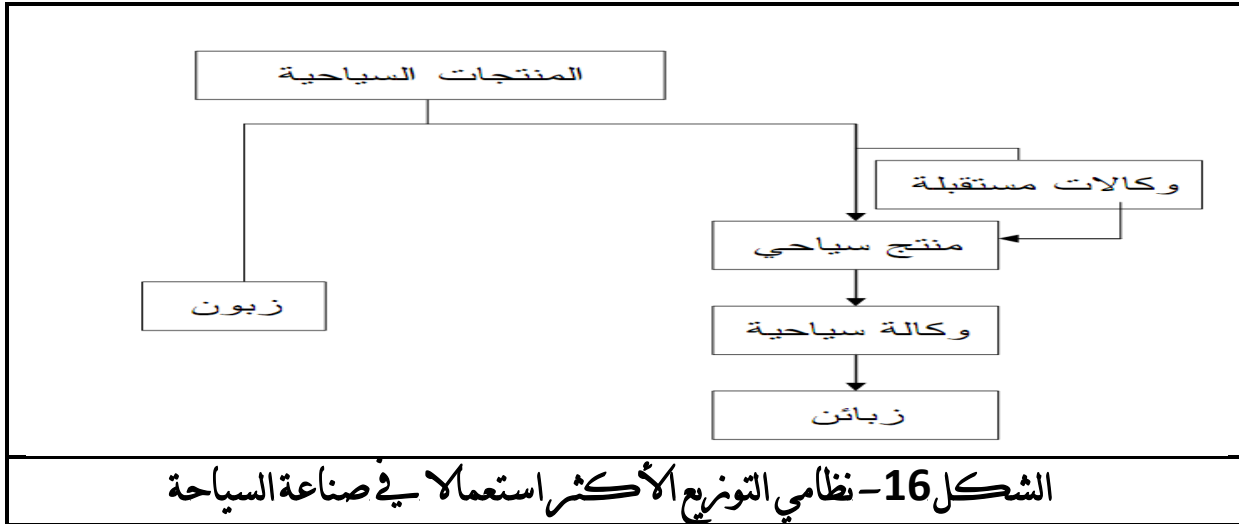 المنتجات السياحية
وكالات مستقبلة
منتج سياحي
زبون
وكالة سياحية
زبائن
الشكل 16- نظامي التوزيع الأكثر استعمالا في صناعة السياحة